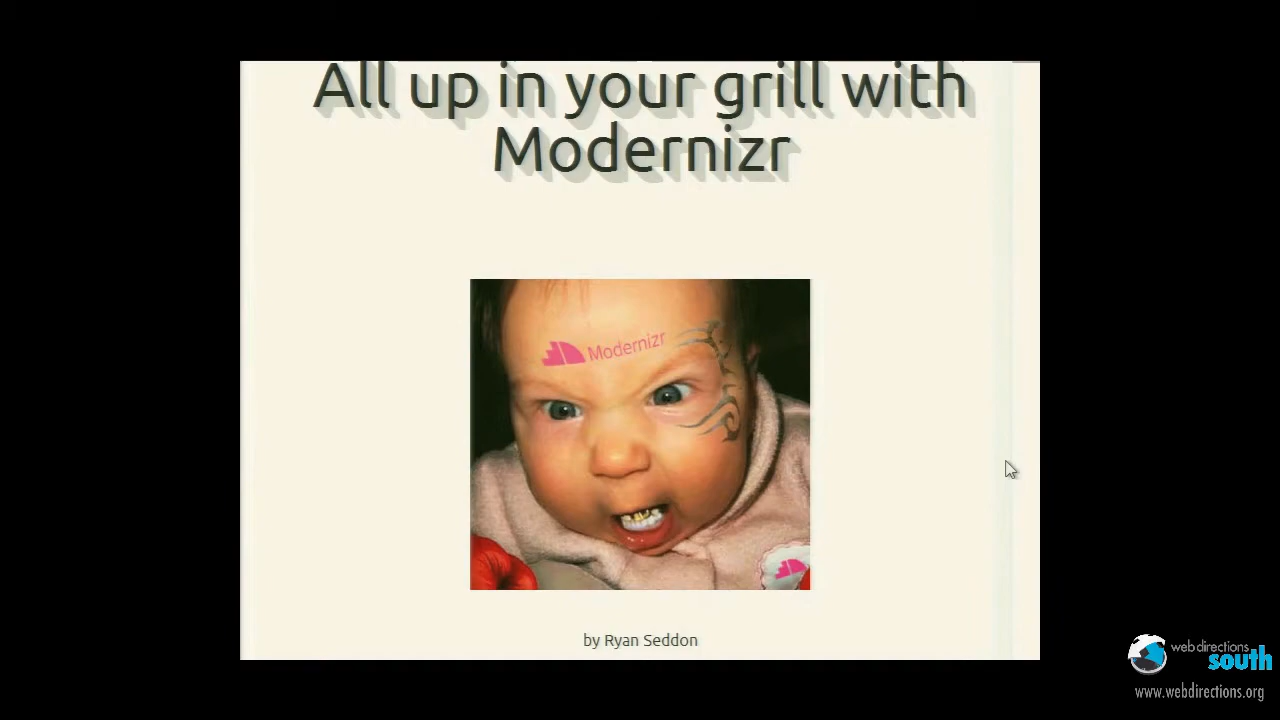 All up in your grill with
Modernizr
Modernizr
by Ryan Seddon
web directions
south
www.webdirections.org